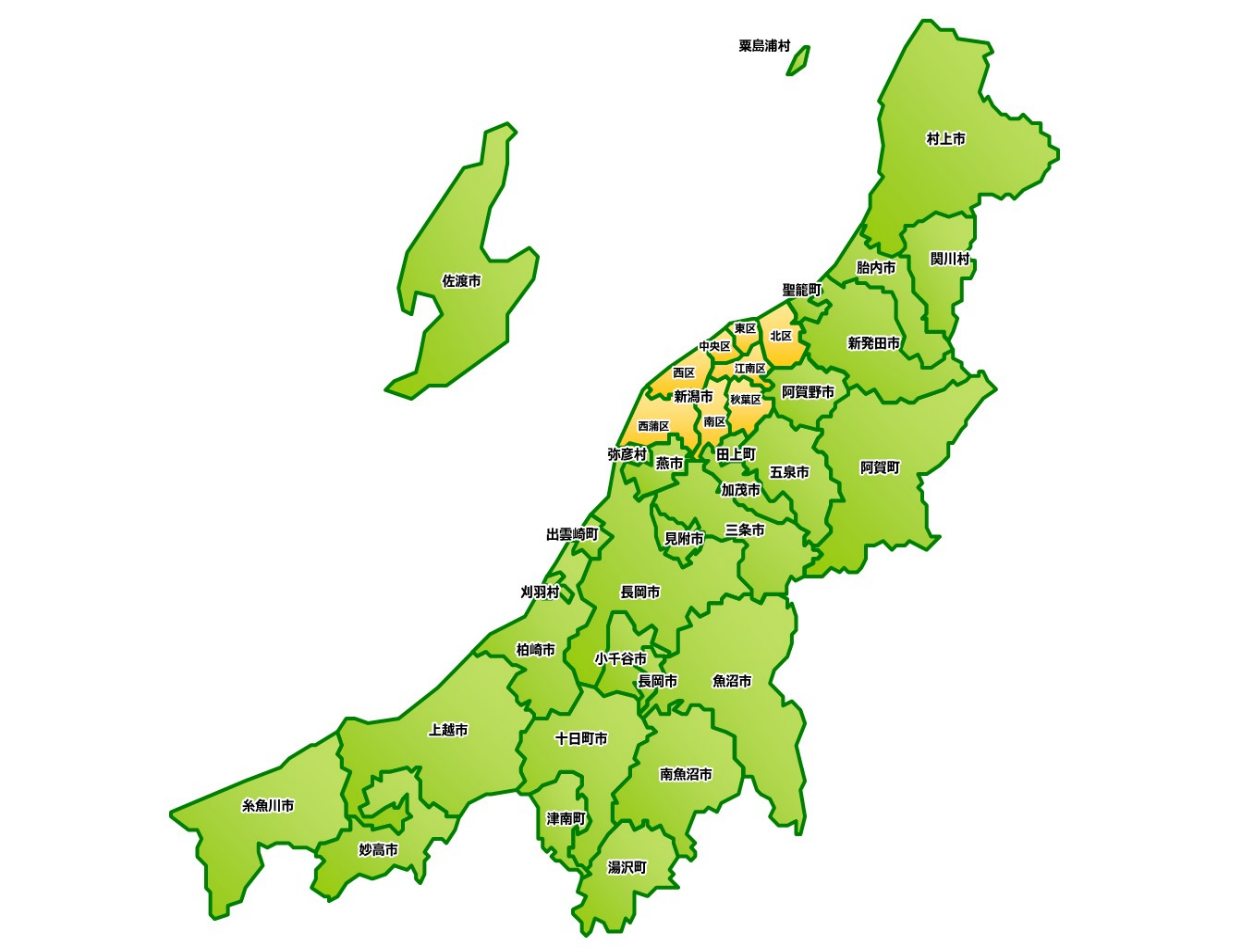 粟島浦村
村上市
関川村
胎内市
佐渡市
聖籠町
東区
北区
新発田市
中央区
江南区
西区
阿賀野市
新潟市
秋葉区
南区
西蒲区
弥彦村
田上町
燕市
阿賀町
五泉市
加茂市
三条市
出雲崎町
見附市
刈羽村
長岡市
柏崎市
小千谷市
長岡市
魚沼市
上越市
十日町市
南魚沼市
糸魚川市
津南町
妙高市
湯沢町